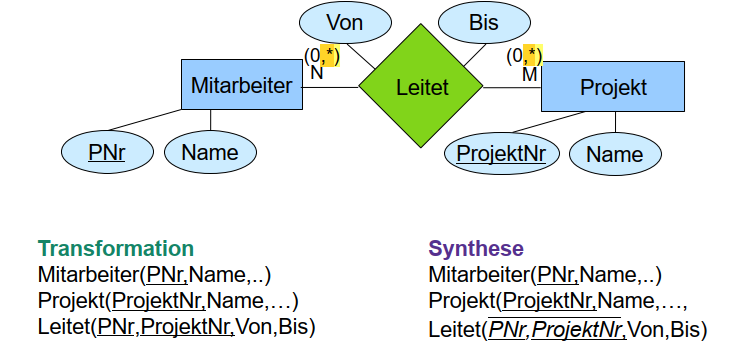 Von
Bis
(0,*)
N
(0,*)
M
Mitarbeiter
Leitet
Projekt
PNr
Name
ProjektNr
Name
Transformation
Mitarbeiter(PNr,Name,..)
Projekt(ProjektNr,Name,…)
Leitet(PNr,ProjektNr,Von,Bis)
Synthese
Mitarbeiter(PNr,Name,..)
Projekt(ProjektNr,Name,…,
Leitet(PNr,ProjektNr,Von,Bis)